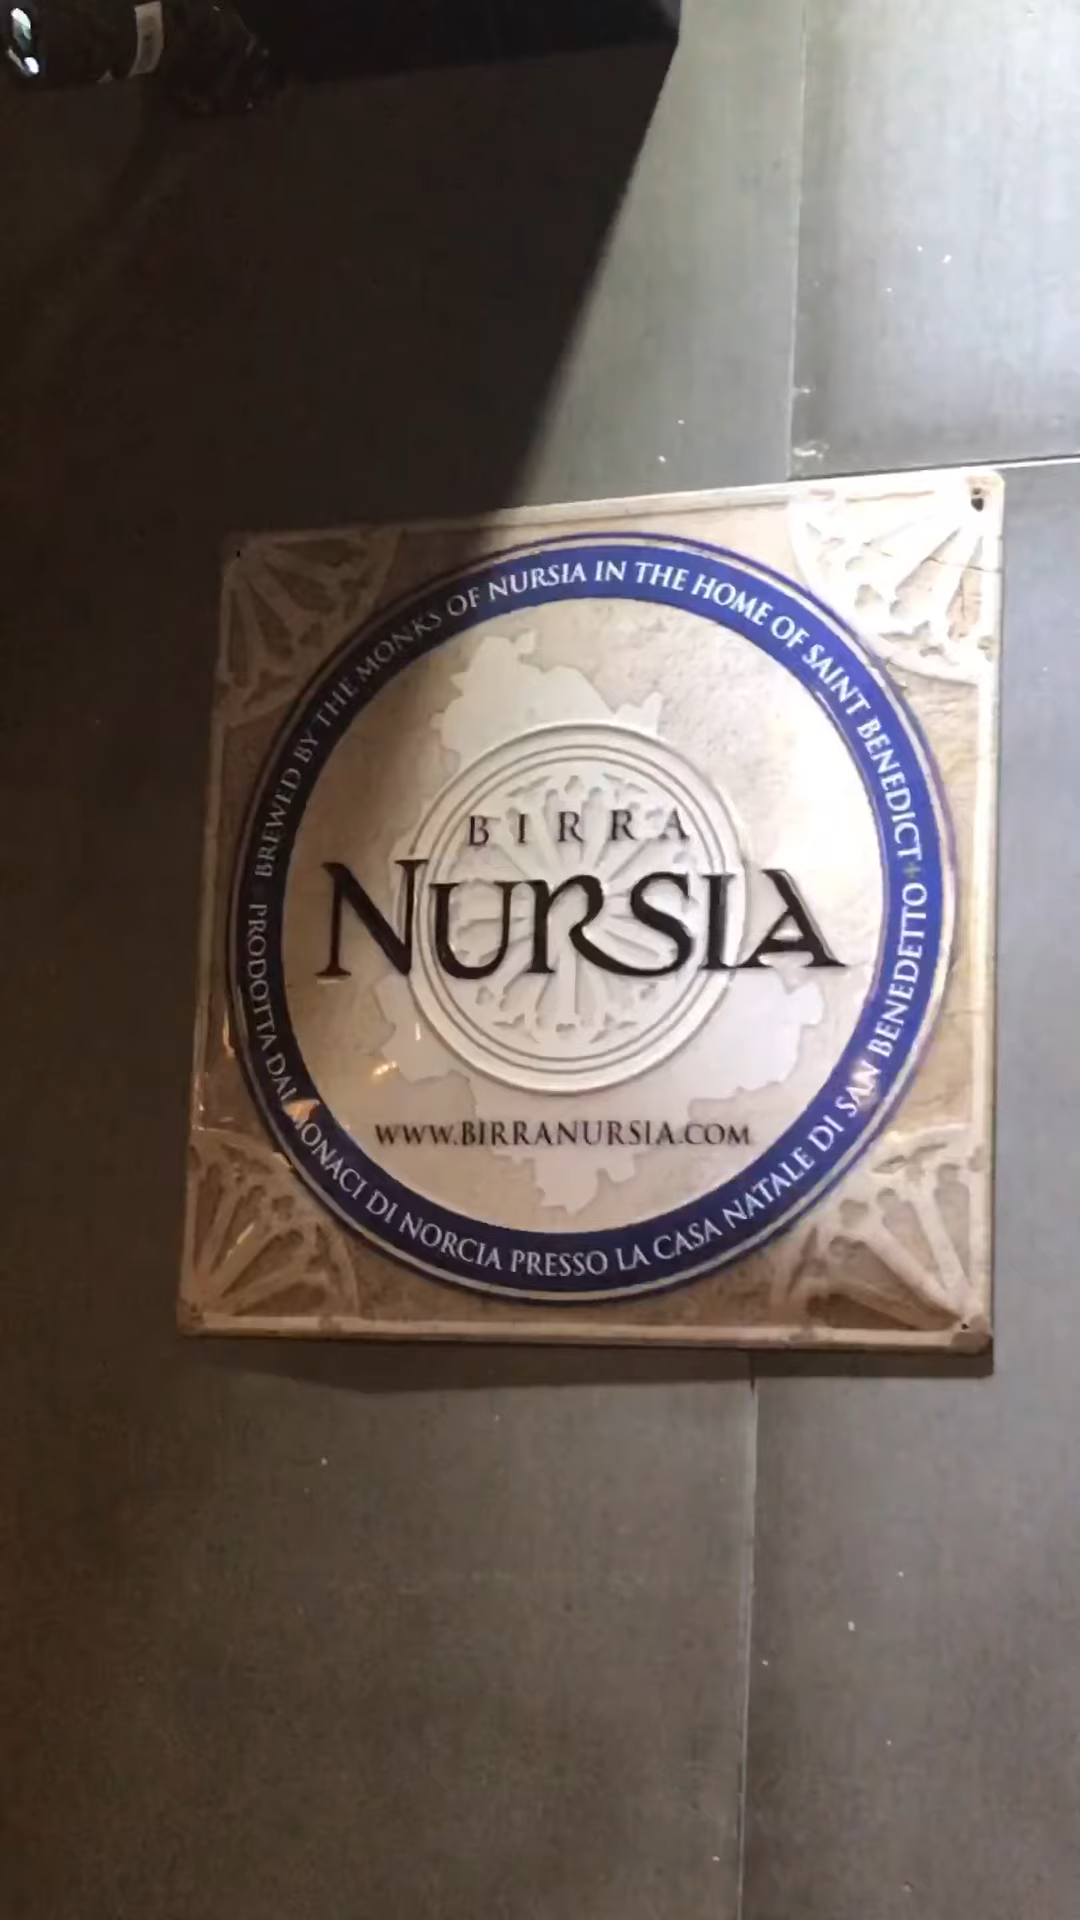 BREWED BY THE MONKS OF NURSIA IN THE HOME OF SAINT BENEDICT
BIRRA
NURSIA
WWW.BIRRANURSIA.COM
PRODOTTA DAI MONACI DI NORCIA PRESSO LA CASA NATALE DI SAN BENEDETTO